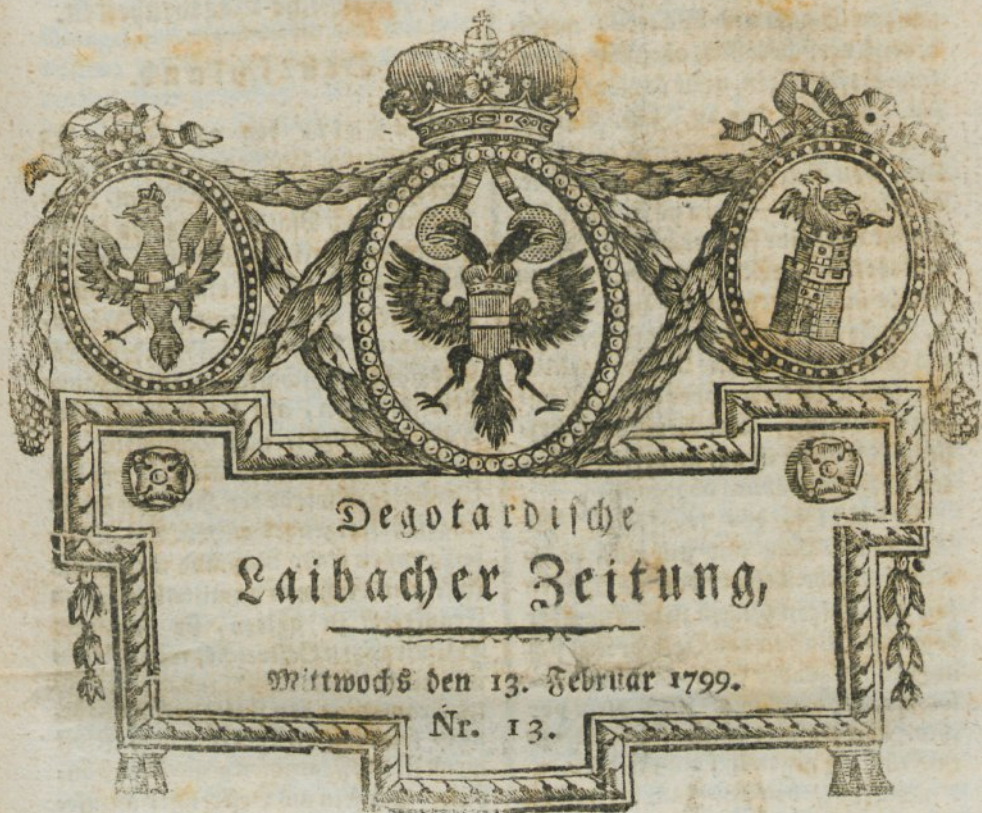 Degotardische
Laibacher Zeitung,
Mittwochs den 13. Februar 1799.
Nr. 13.